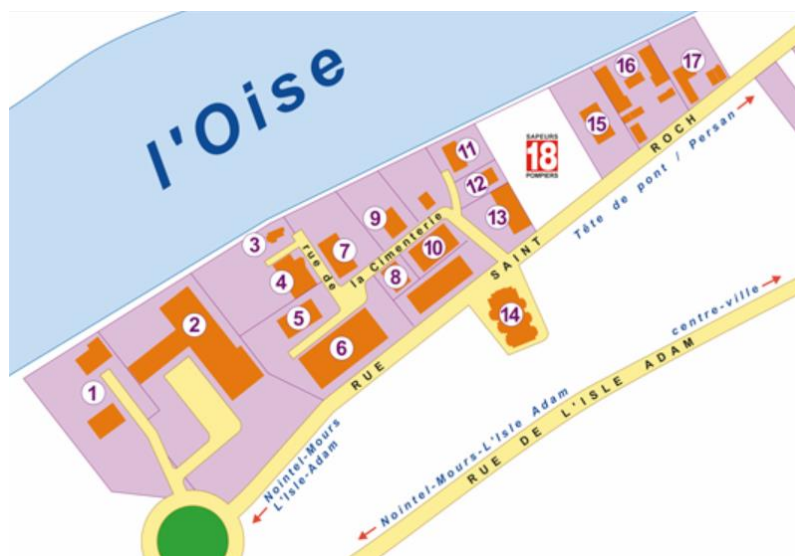 l'Oise
1
2
3
4
5
6
7
8
9
10
11
12
13
14
15
16
17
SAPEURS
18
POMPIERS
rue de
la Cimenterie
RUE SAINT ROCH
Tête de pont / Persan
Nointel-Mours
L'Isle-Adam
centre-ville
Nointel-Mours-L'Isle Adam
RUE DE L'ISLE ADAM